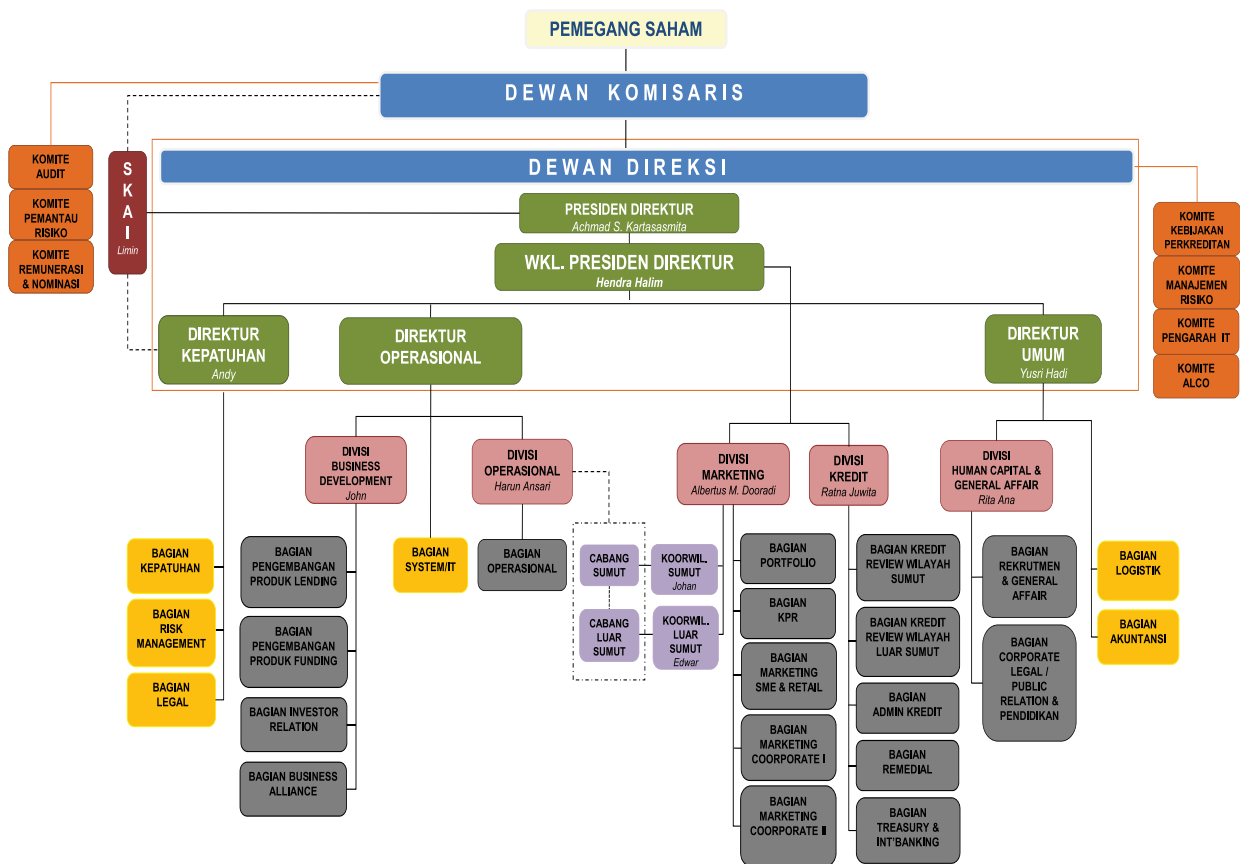 PEMEGANG SAHAM
DEWAN KOMISARIS
DEWAN DIREKSI
KOMITE
AUDIT
KOMITE
PEMANTAU
RISIKO
KOMITE
REMUNERASI
& NOMINASI
S
K
A
I
Limin
PRESIDEN DIREKTUR
Achmad S. Kartasasmita
WKL. PRESIDEN DIREKTUR
Hendra Halim
KOMITE
KEBIJAKAN
PERKREDITAN
KOMITE
MANAJEMEN
RISIKO
KOMITE
PENGARAH IT
KOMITE
ALCO
DIREKTUR
KEPATUHAN
Andy
DIREKTUR
OPERASIONAL
DIREKTUR
UMUM
Yusri Hadi
DIVISI
BUSINESS
DEVELOPMENT
John
DIVISI
OPERASIONAL
Harun Ansari
DIVISI
MARKETING
Albertus M. Dooradi
DIVISI
KREDIT
Ratna Juwita
DIVISI
HUMAN CAPITAL &
GENERAL AFFAIR
Rita Ana
BAGIAN
KEPATUHAN
BAGIAN
RISK
MANAGEMENT
BAGIAN
LEGAL
BAGIAN
PENGEMBANGAN
PRODUK LENDING
BAGIAN
PENGEMBANGAN
PRODUK FUNDING
BAGIAN INVESTOR
RELATION
BAGIAN BUSINESS
ALLIANCE
BAGIAN
SYSTEM/IT
BAGIAN
OPERASIONAL
CABANG
SUMUT
CABANG
LUAR
SUMUT
KOORWIL.
SUMUT
Johan
KOORWIL.
LUAR
SUMUT
Edwar
BAGIAN
PORTFOLIO
BAGIAN
KPR
BAGIAN
MARKETING
SME & RETAIL
BAGIAN
MARKETING
COORPORATE I
BAGIAN
MARKETING
COORPORATE II
BAGIAN KREDIT
REVIEW WILAYAH
SUMUT
BAGIAN KREDIT
REVIEW WILAYAH
LUAR SUMUT
BAGIAN
ADMIN KREDIT
BAGIAN
REMEDIAL
BAGIAN
TREASURY &
INT'BANKING
BAGIAN
REKRUTMEN
& GENERAL
AFFAIR
BAGIAN
CORPORATE
LEGAL /
PUBLIC
RELATION &
PENDIDIKAN
BAGIAN
LOGISTIK
BAGIAN
AKUNTANSI